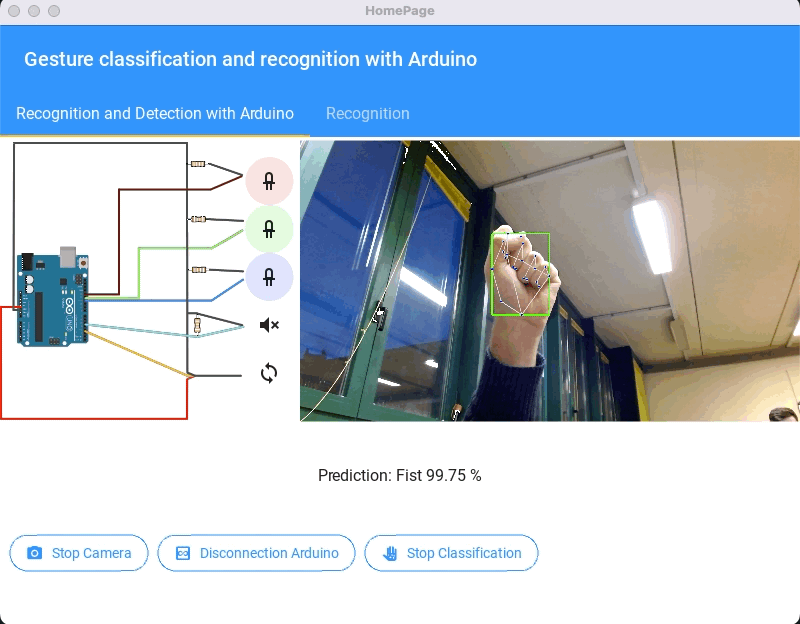 HomePage
Gesture classification and recognition with Arduino
Recognition and Detection with Arduino
Recognition
Prediction: Fist 99.75 %
Stop Camera
Disconnection Arduino
Stop Classification